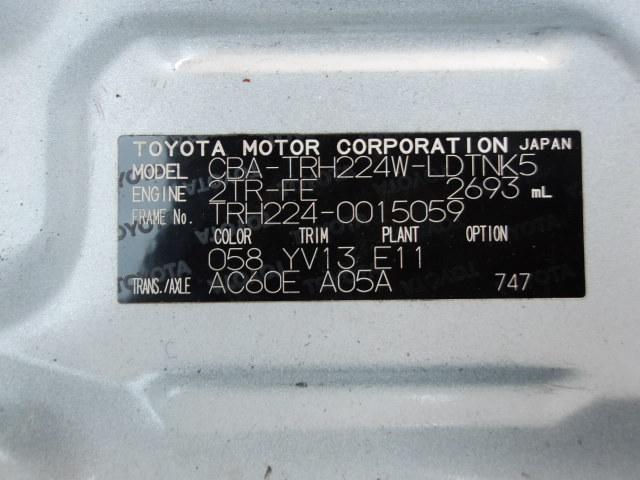 TOYOTA MOTOR CORPORATION JAPAN
MODEL CBA-TRH224W-LDTNK5
ENGINE 2TR-FE 2693 mL
FRAME No. TRH224-0015059
COLOR TRIM PLANT OPTION
058 YV13 E11
TRANS./AXLE AC60E A05A 747